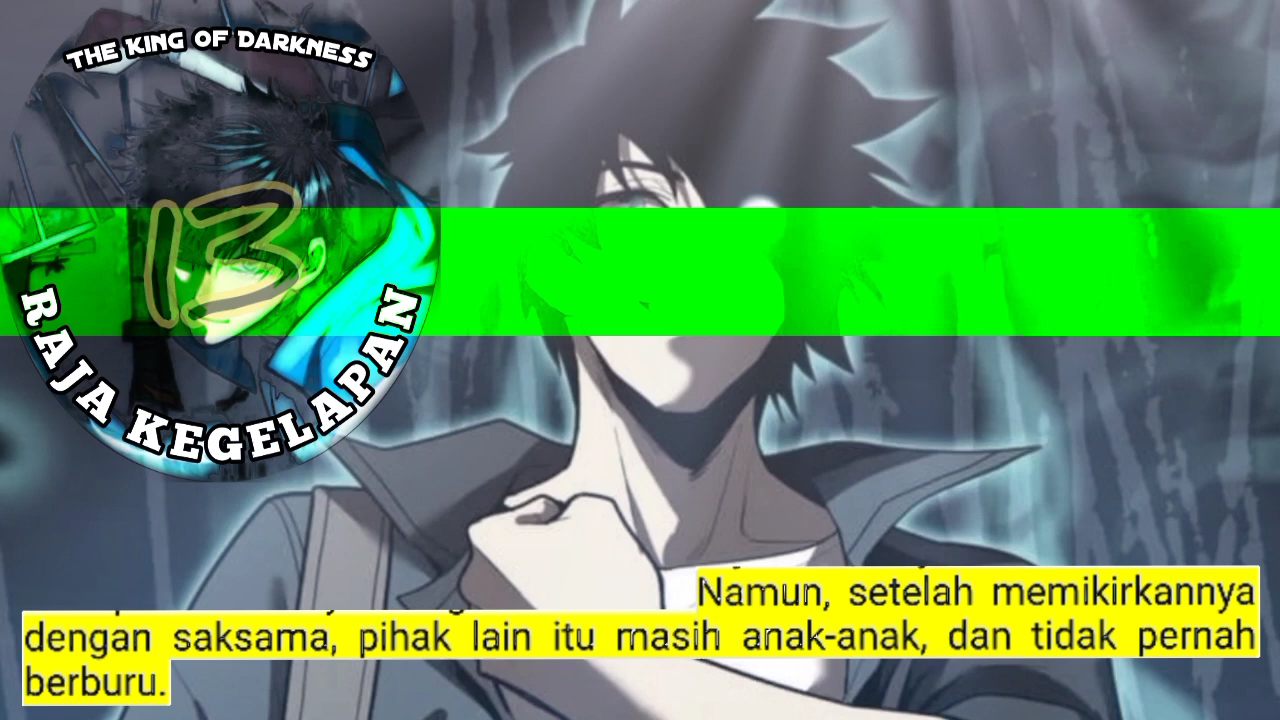 THE KING OF DARKNESS
13
RAJA KEGELAPAN
Namun, setelah memikirkannya
dengan saksama, pihak lain itu masih anak-anak, dan tidak pernah
berburu.